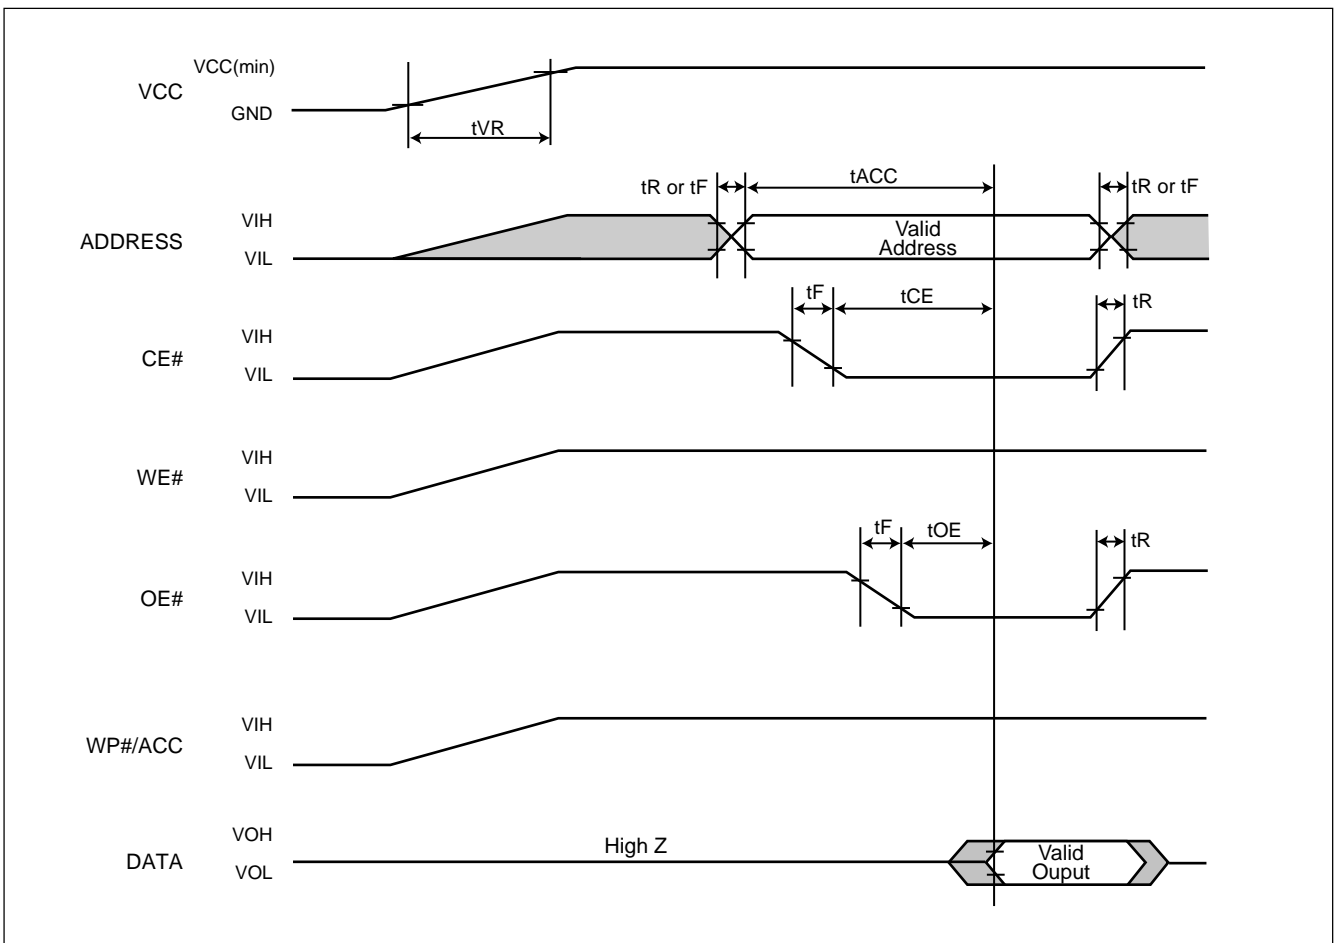 VCC(min)
VCC
GND
tVR
tR or tF
tACC
tR or tF
VIH
ADDRESS
VIL
Valid
Address
tF
tCE
tR
VIH
CE#
VIL
VIH
WE#
VIL
tF
tOE
tR
VIH
OE#
VIL
VIH
WP#/ACC
VIL
VOH
DATA
VOL
High Z
Valid
Ouput